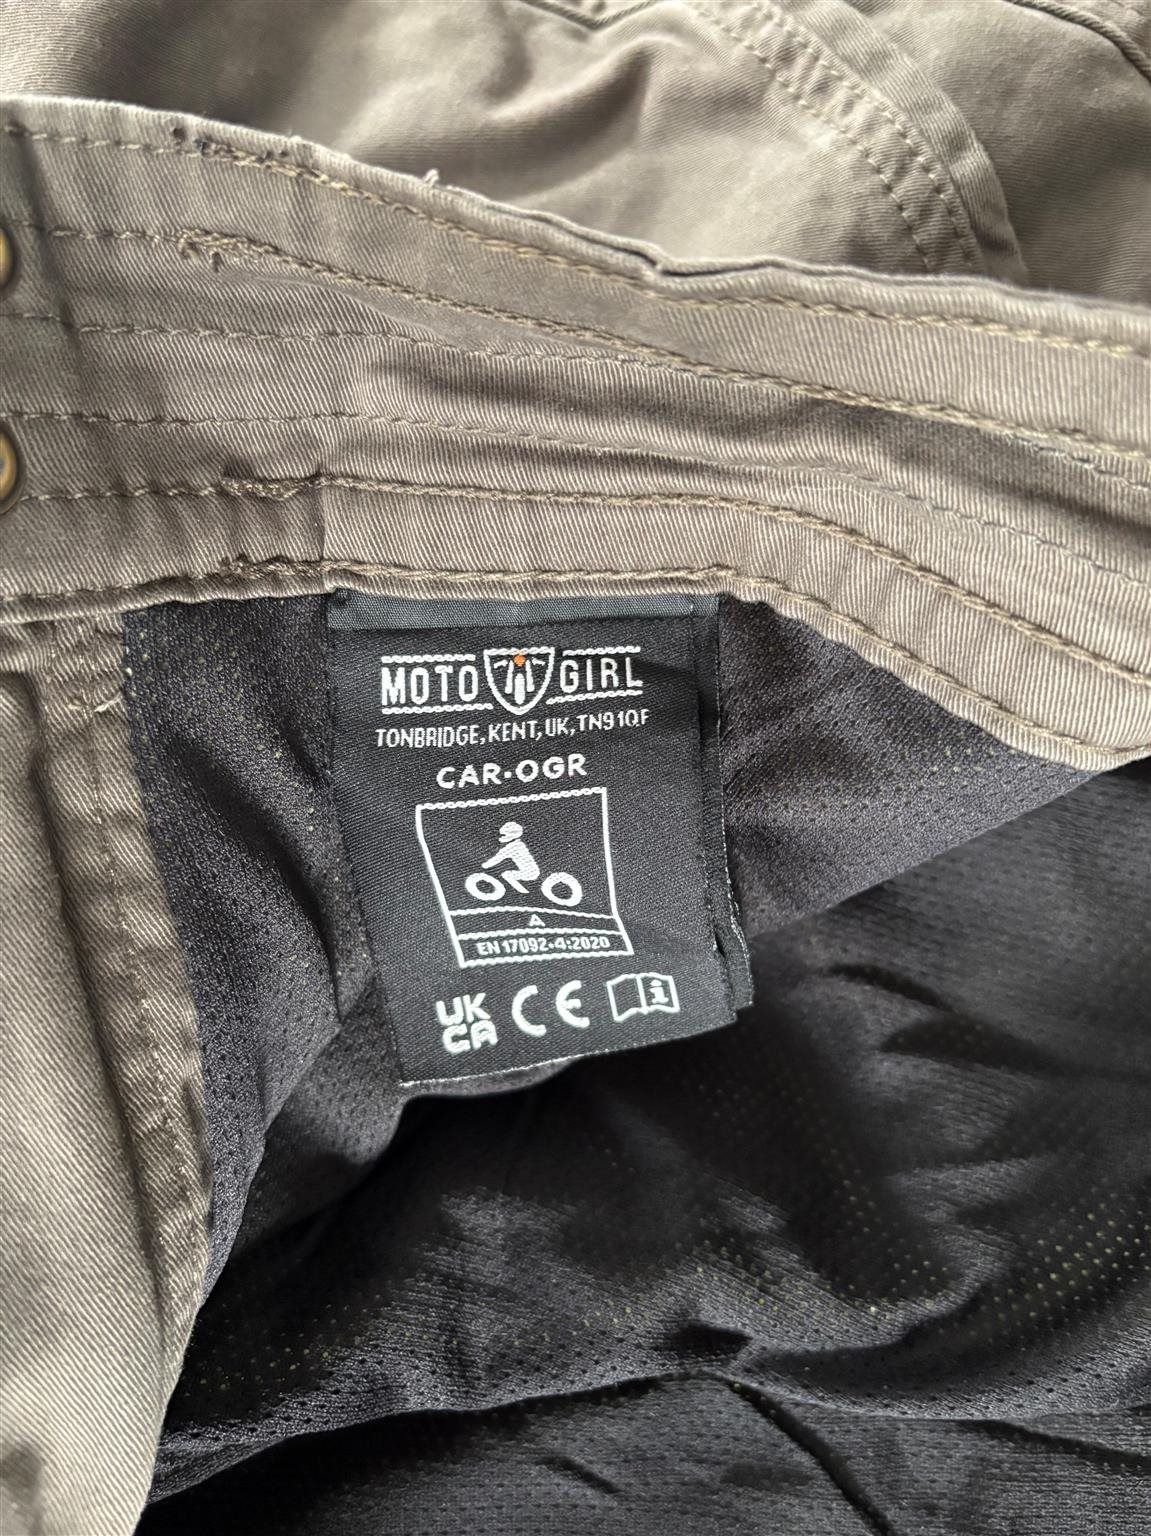 MOTO GIRL
TONBRIDGE, KENT, UK, TN9 1QF
CAR-OGR
A
EN 17092-4:2020
UK
CA CE i